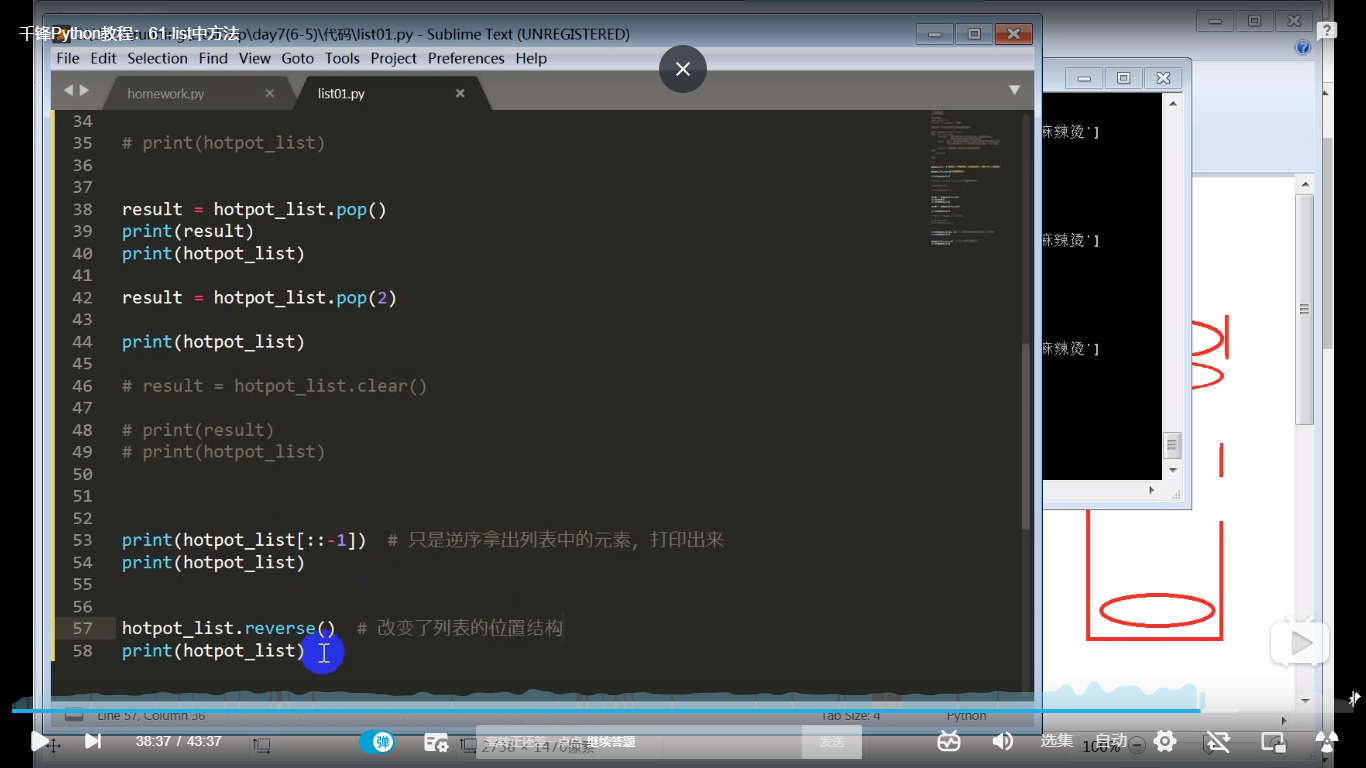 千锋Python教程：61-list中方法
\day7(6-5)\代码\list01.py - Sublime Text (UNREGISTERED)
File Edit Selection Find View Goto Tools Project Preferences Help
homework.py
list01.py
34
35 # print(hotpot_list)
36
37
38 result = hotpot_list.pop()
39 print(result)
40 print(hotpot_list)
41
42 result = hotpot_list.pop(2)
43
44 print(hotpot_list)
45
46 # result = hotpot_list.clear()
47
48 # print(result)
49 # print(hotpot_list)
50
51
52
53 print(hotpot_list[::-1]) # 只是逆序拿出列表中的元素，打印出来
54 print(hotpot_list)
55
56
57 hotpot_list.reverse() # 改变了列表的位置结构
58 print(hotpot_list)
麻辣烫']
麻辣烫']
麻辣烫']
Line 57, Column 36
Tab Size: 4
Python
38:37 / 43:37
弹
继续答题
发送
选集
自动
100%